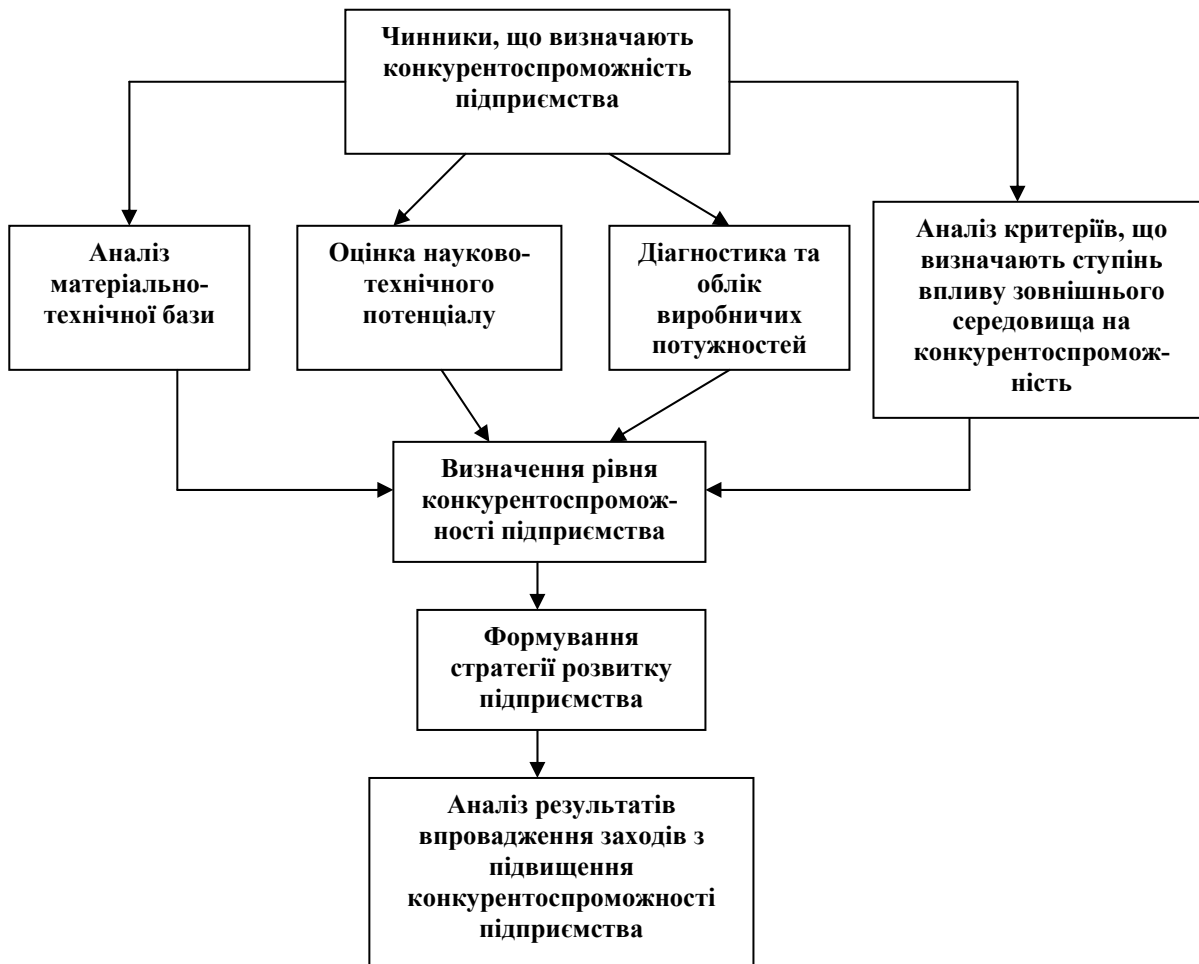 Чинники, що визначають
конкурентоспроможність
підприємства
Аналіз
матеріально-
технічної бази
Оцінка науково-
технічного
потенціалу
Діагностика та
облік
виробничих
потужностей
Аналіз критеріїв, що
визначають ступінь
впливу зовнішнього
середовища на
конкурентоспромож-
ність
Визначення рівня
конкурентоспромож-
ності підприємства
Формування
стратегії розвитку
підприємства
Аналіз результатів
впровадження заходів з
підвищення
конкурентоспроможності
підприємства